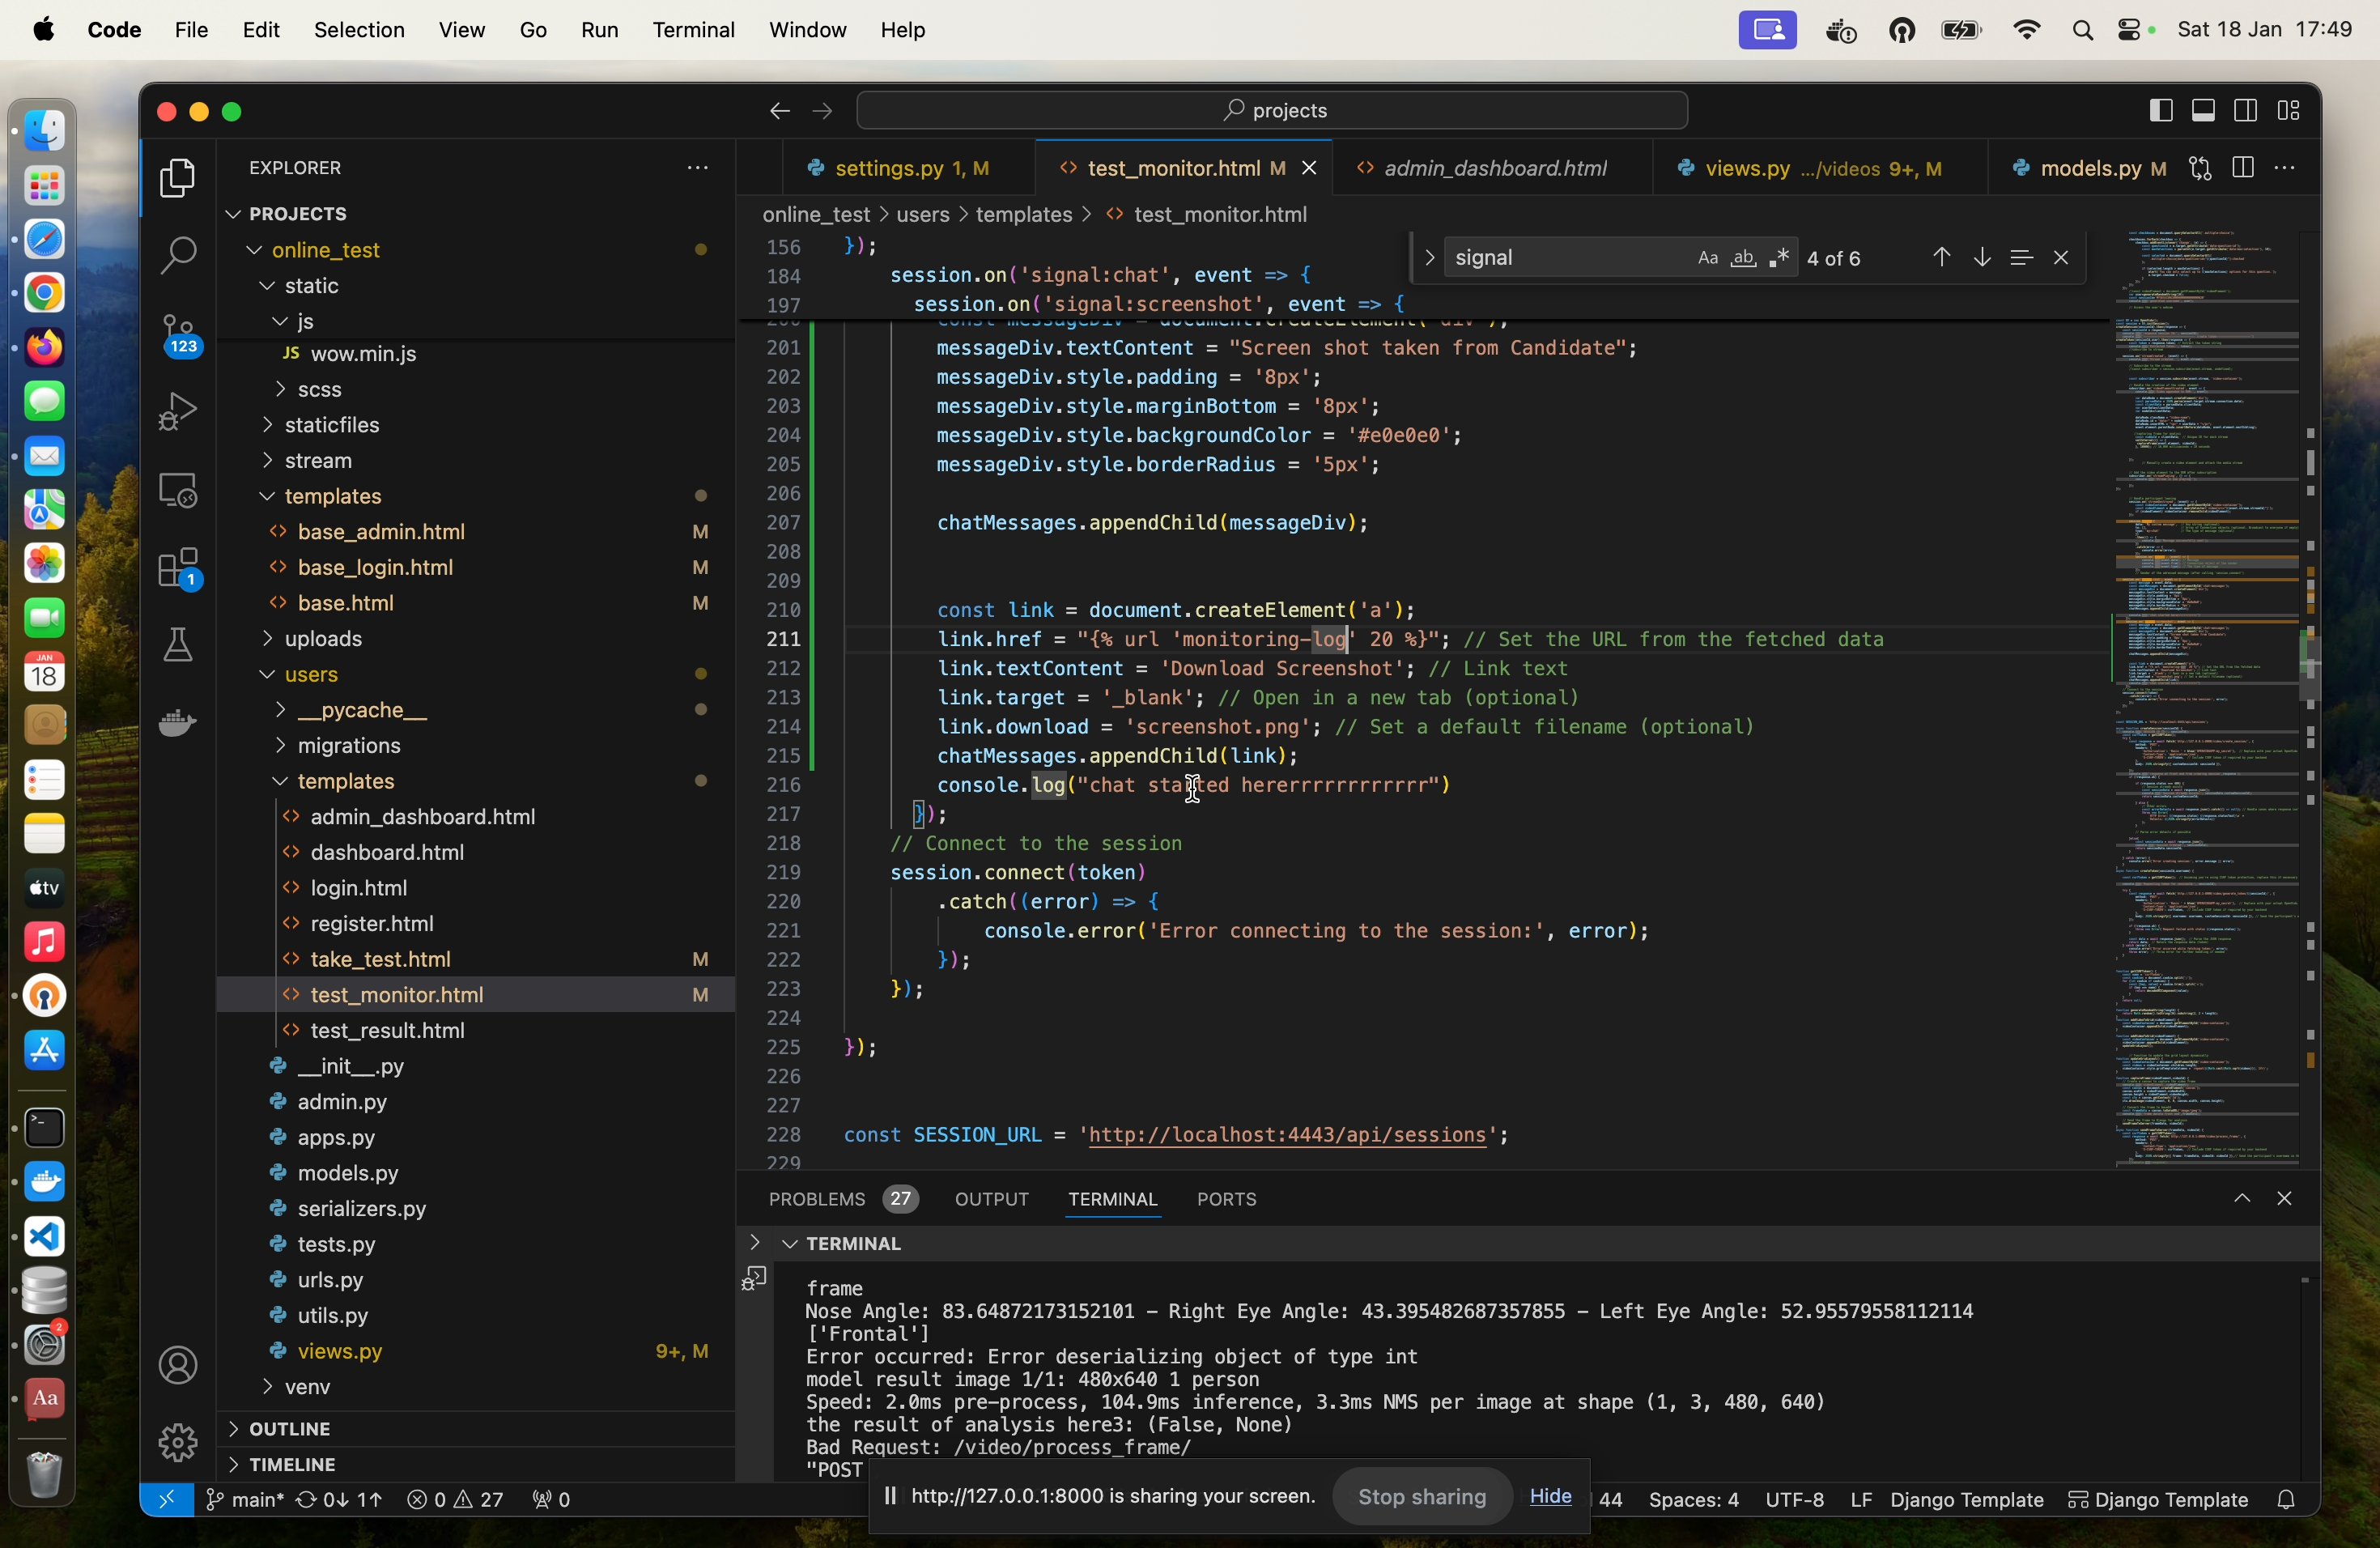 Code File Edit Selection View Go Run Terminal Window Help Sat 18 Jan 17:49
projects
EXPLORER
PROJECTS
online_test
static
js
JS wow.min.js
scss
staticfiles
stream
templates
base_admin.html M
base_login.html M
base.html M
uploads
users
__pycache__
migrations
templates
admin_dashboard.html
dashboard.html
login.html
register.html
take_test.html M
test_monitor.html M
test_result.html
__init__.py
admin.py
apps.py
models.py
serializers.py
tests.py
urls.py
utils.py
views.py 9+, M
venv
OUTLINE
TIMELINE
123
1
JAN
18
tv
2
Aa
settings.py 1, M test_monitor.html M admin_dashboard.html views.py .../videos 9+, M models.py M
online_test > users > templates > test_monitor.html
signal Aa ab 4 of 6
156 });
184 session.on('signal:chat', event => {
197 session.on('signal:screenshot', event => {
200 const messageDiv = document.createElement('div');
201 messageDiv.textContent = "Screen shot taken from Candidate";
202 messageDiv.style.padding = '8px';
203 messageDiv.style.marginBottom = '8px';
204 messageDiv.style.backgroundColor = '#e0e0e0';
205 messageDiv.style.borderRadius = '5px';
206
207 chatMessages.appendChild(messageDiv);
208
209
210 const link = document.createElement('a');
211 link.href = "{% url 'monitoring-log' 20 %}"; // Set the URL from the fetched data
212 link.textContent = 'Download Screenshot'; // Link text
213 link.target = '_blank'; // Open in a new tab (optional)
214 link.download = 'screenshot.png'; // Set a default filename (optional)
215 chatMessages.appendChild(link);
216 console.log("chat started hererrrrrrrrrrr")
217 });
218 // Connect to the session
219 session.connect(token)
220 .catch((error) => {
221 console.error('Error connecting to the session:', error);
222 });
223 });
224
225 });
226
227
228 const SESSION_URL = 'http://localhost:4443/api/sessions';
229
PROBLEMS 27 OUTPUT TERMINAL PORTS
TERMINAL
frame
Nose Angle: 83.64872173152101 - Right Eye Angle: 43.395482687357855 - Left Eye Angle: 52.95579558112114
['Frontal']
Error occurred: Error deserializing object of type int
model result image 1/1: 480x640 1 person
Speed: 2.0ms pre-process, 104.9ms inference, 3.3ms NMS per image at shape (1, 3, 480, 640)
the result of analysis here3: (False, None)
Bad Request: /video/process_frame/
"POST
http://127.0.0.1:8000 is sharing your screen. Stop sharing Hide
main* 0↓ 1↑ 0 27 0 44 Spaces: 4 UTF-8 LF Django Template Django Template